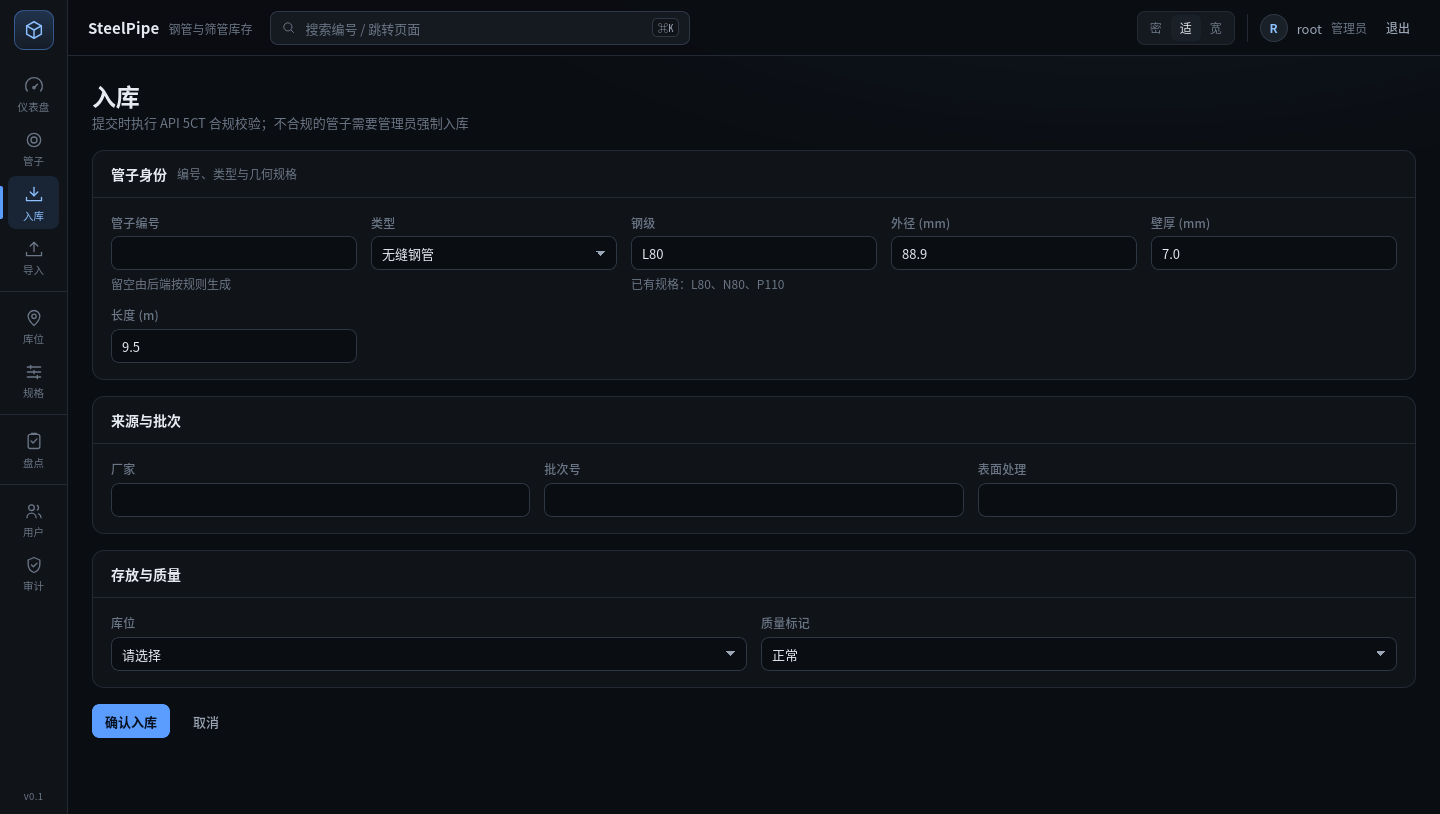 SteelPipe 钢管与筛管库存
搜索编号 / 跳转页面 ⌘K
密 适 宽
R root 管理员 退出
仪表盘
管子
入库
导入
库位
规格
盘点
用户
审计
v0.1
入库
提交时执行 API 5CT 合规校验；不合规的管子需要管理员强制入库
管子身份 编号、类型与几何规格
管子编号 类型 钢级 外径 (mm) 壁厚 (mm)
无缝钢管 L80 88.9 7.0
留空由后端按规则生成 已有规格：L80、N80、P110
长度 (m)
9.5
来源与批次
厂家 批次号 表面处理
存放与质量
库位 质量标记
请选择 正常
确认入库 取消